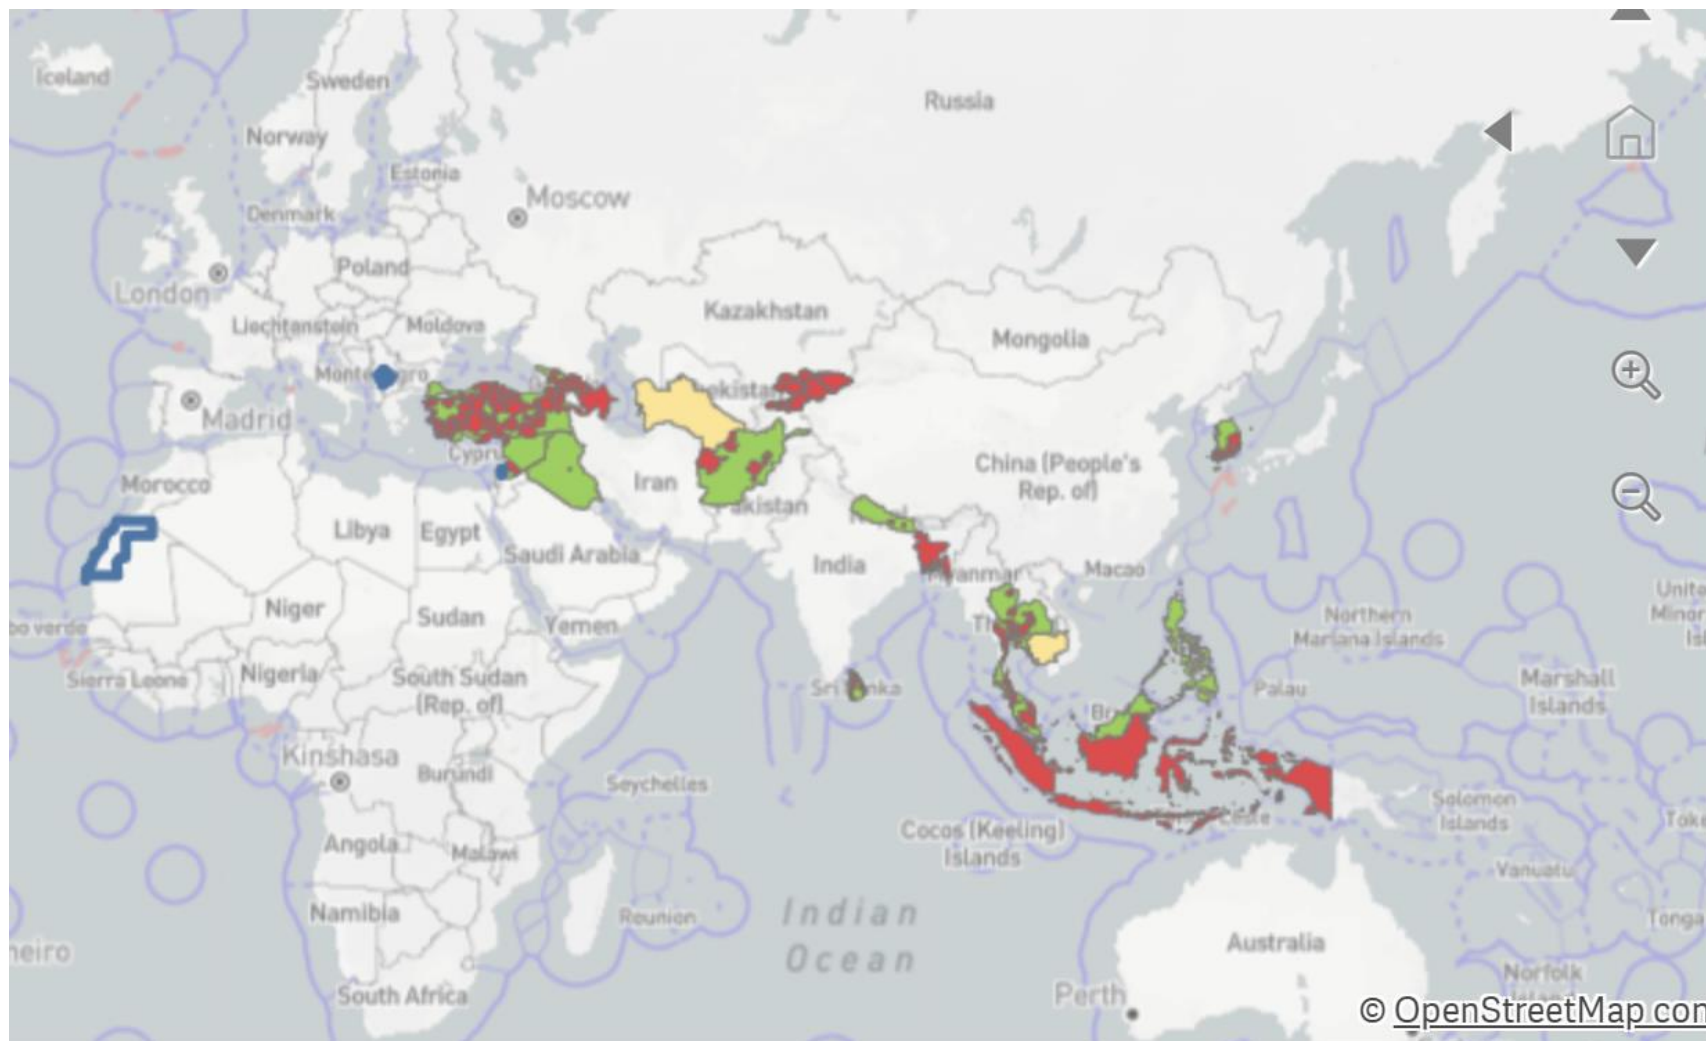 Iceland
Sweden
Russia
Norway
Estonia
Moscow
Denmark
Poland
London
Kazakhstan
Liechtenstein
Moldova
Mongolia
Madrid
China (People's
Rep. of)
Morocco
Iran
Libya
Egypt
Saudi Arabia
India
Myanmar
Macao
Niger
Sudan
Yemen
Northern
Mariana Islands
Nigeria
South Sudan
(Rep. of)
Sierra Leone
Palau
Marshall
Islands
Kinshasa
Burundi
Seychelles
Solomon
Islands
Cocos (Keeling)
Islands
Angola
Malawi
Vanuatu
Namibia
Reunion
Indian
Ocean
Australia
Tonga
South Africa
Perth
Norfolk
© OpenStreetMap